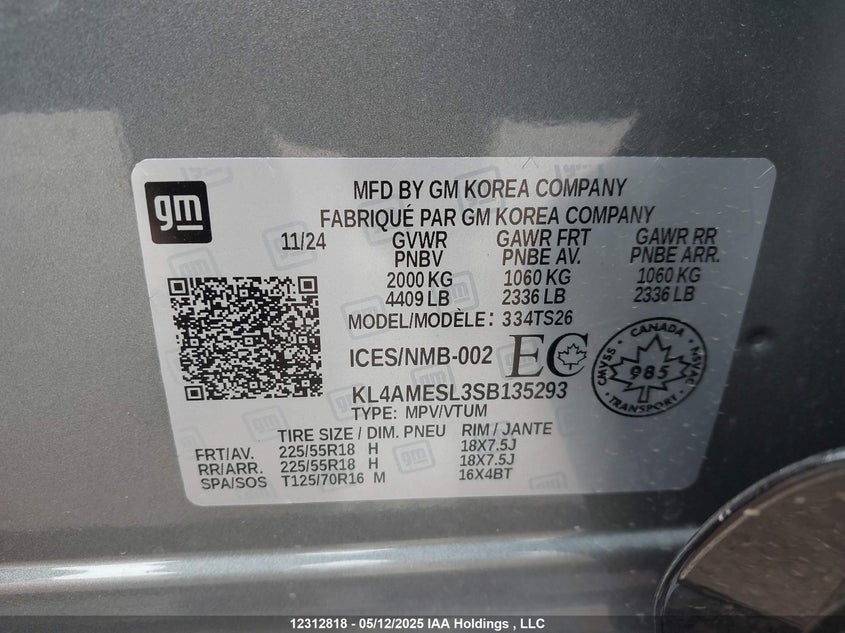 gm
MFD BY GM KOREA COMPANY
FABRIQUÉ PAR GM KOREA COMPANY
11/24 GVWR GAWR FRT GAWR RR
PNBV PNBE AV. PNBE ARR.
2000 KG 1060 KG 1060 KG
4409 LB 2336 LB 2336 LB
MODEL/MODÈLE: 334TS26
ICES/NMB-002 EC
CANADA
CMVSS 985 NSVAC
TRANSPORT
KL4AMESL3SB135293
TYPE: MPV/VTUM
TIRE SIZE / DIM. PNEU RIM / JANTE
FRT/AV. 225/55R18 H 18X7.5J
RR/ARR. 225/55R18 H 18X7.5J
SPA/SOS T125/70R16 M 16X4BT
12312818 - 05/12/2025 IAA Holdings , LLC